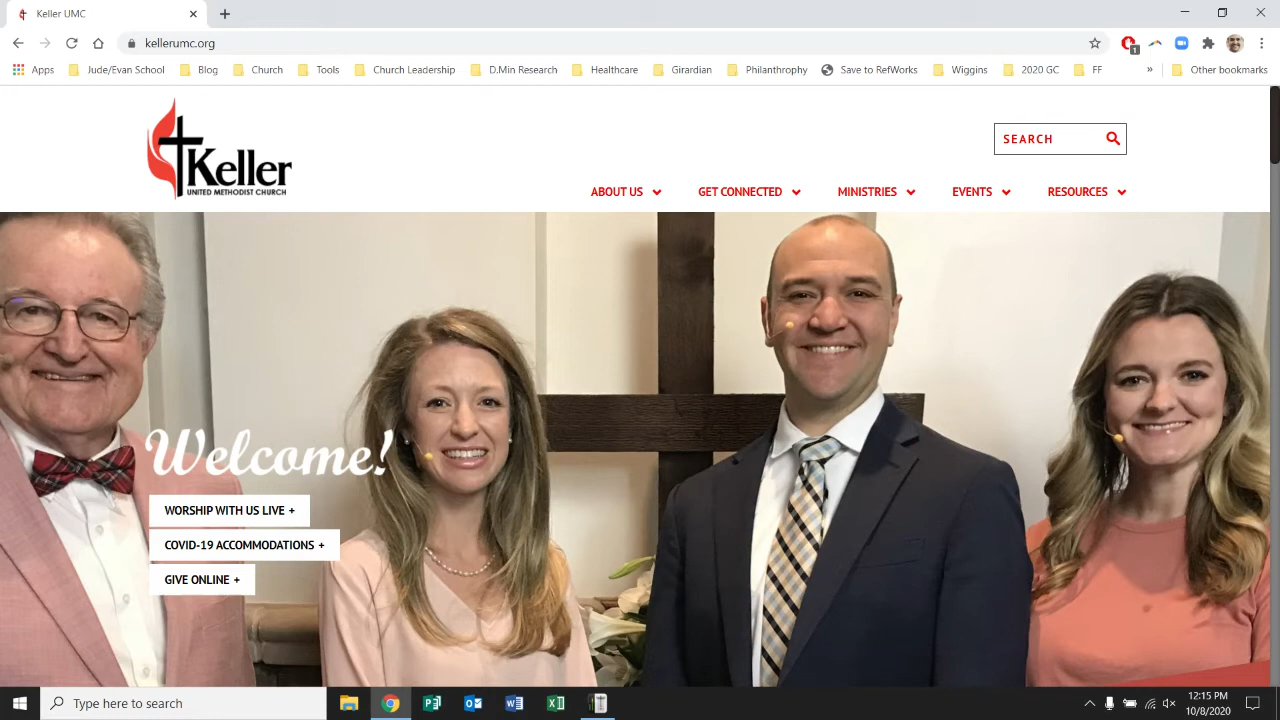 Keller UMC
kellerumc.org
1
Apps Jude/Evan School Blog Church Tools Church Leadership D.Min Research Healthcare Girardian Philanthropy Save to RefWorks Wiggins 2020 GC FF » Other bookmarks
Keller
UNITED METHODIST CHURCH
SEARCH
ABOUT US GET CONNECTED MINISTRIES EVENTS RESOURCES
Welcome!
WORSHIP WITH US LIVE +
COVID-19 ACCOMMODATIONS +
GIVE ONLINE +
Type here to search
12:15 PM
10/8/2020